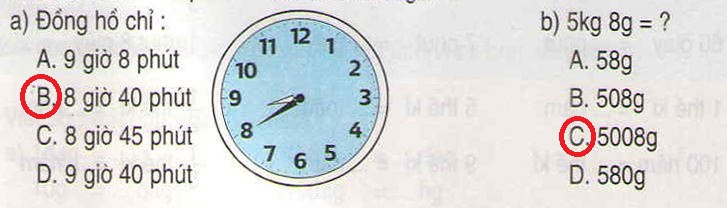 a) Đồng hồ chỉ :
A. 9 giờ 8 phút
B. 8 giờ 40 phút
C. 8 giờ 45 phút
D. 9 giờ 40 phút
12
1
2
3
4
5
6
7
8
9
10
11
b) 5kg 8g = ?
A. 58g
B. 508g
C. 5008g
D. 580g